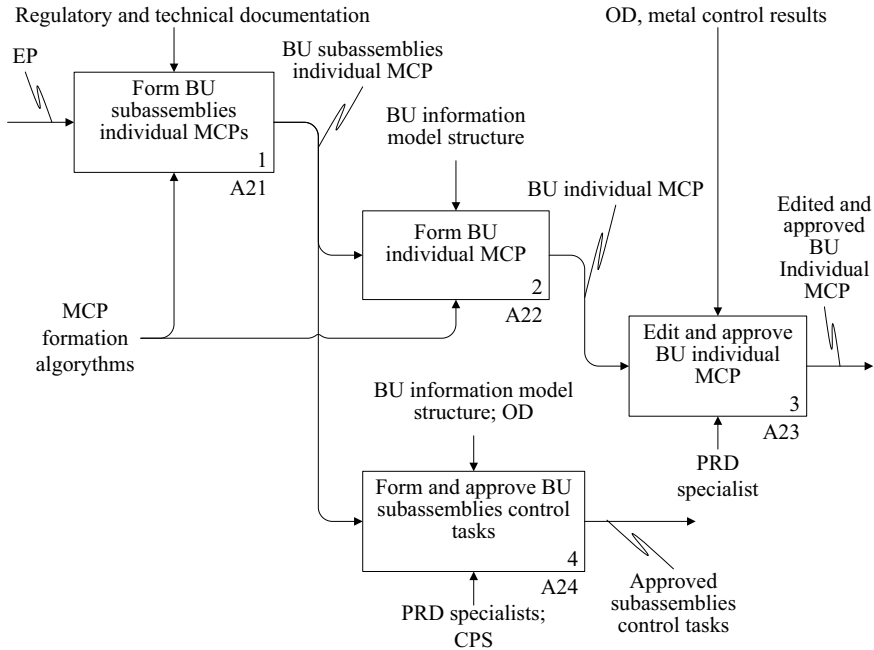 Regulatory and technical documentation
OD, metal control results
EP
BU subassemblies
individual MCP
Form BU
subassemblies
individual MCPs
1
A21
BU information
model structure
BU individual MCP
Edited and
approved
BU
Individual
MCP
Form BU
individual MCP
2
A22
MCP
formation
algorythms
Edit and approve
BU individual
MCP
3
A23
BU information model
structure; OD
PRD
specialist
Form and approve BU
subassemblies control
tasks
4
A24
PRD specialists;
CPS
Approved
subassemblies
control tasks